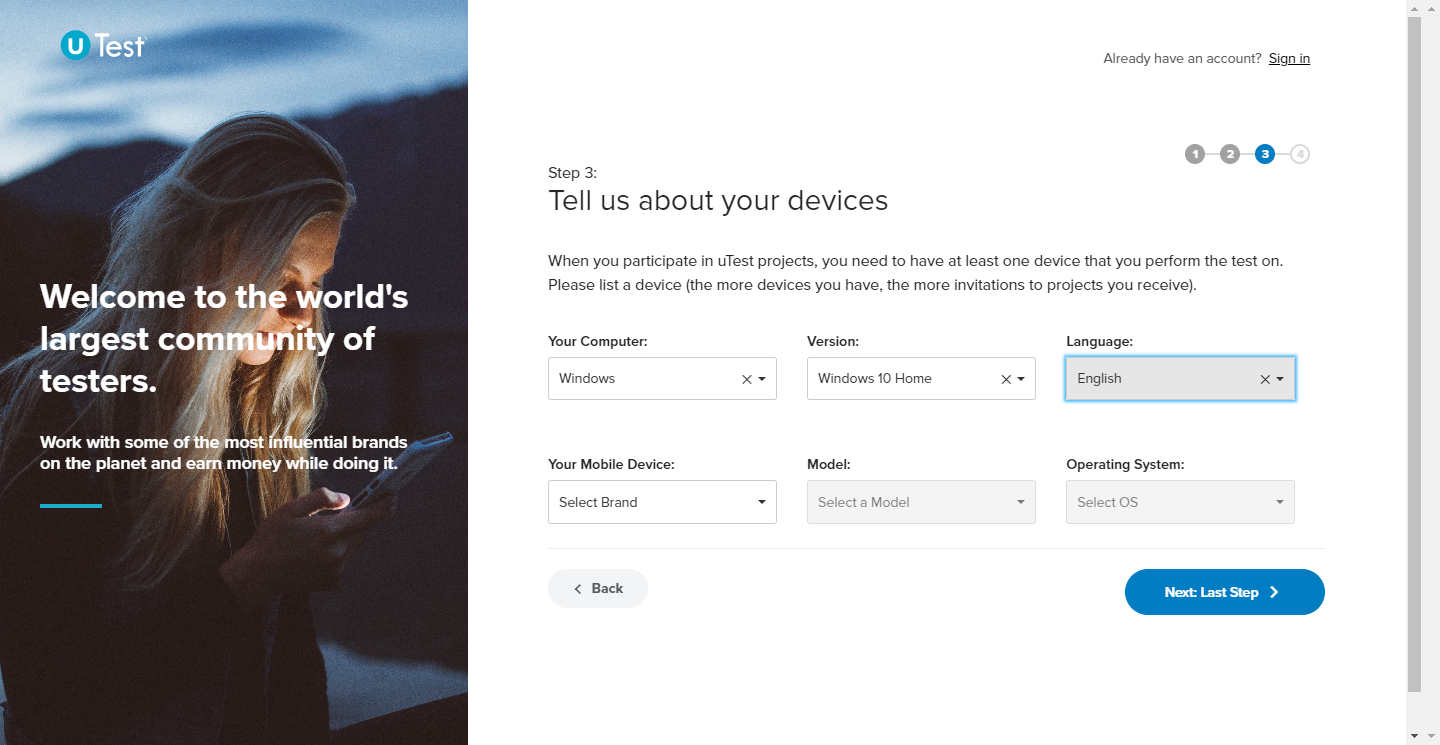 u Test
Welcome to the world's
largest community of
testers.
Work with some of the most influential brands
on the planet and earn money while doing it.
Already have an account? Sign in
1 2 3 4
Step 3:
Tell us about your devices
When you participate in uTest projects, you need to have at least one device that you perform the test on.
Please list a device (the more devices you have, the more invitations to projects you receive).
Your Computer: Version: Language:
Windows Windows 10 Home English
Your Mobile Device: Model: Operating System:
Select Brand Select a Model Select OS
Back Next: Last Step